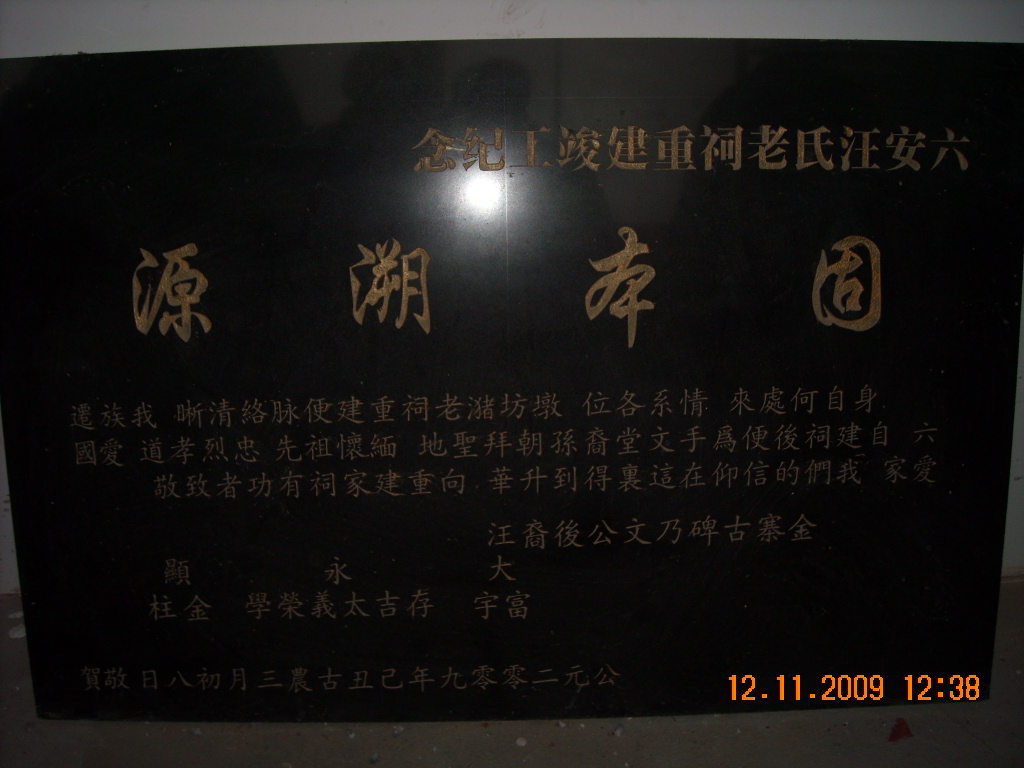 六安汪氏老祠重建竣工纪念
固本溯源
身自何處來 情系各位 墩坊潴老祠重建便脉絡清晰 我族遷
六 自建祠後便爲手文堂裔孫朝拜聖地 緬懷祖先 忠烈孝道 愛國
愛家 我們的信仰在這裏得到升華 向重建家祠有功者致敬
金寨古碑乃文公後裔汪
大 永 顯
富宇 存吉太義榮學 金柱
公元二零零九年己丑古農三月初八日 敬賀
12.11.2009 12:38